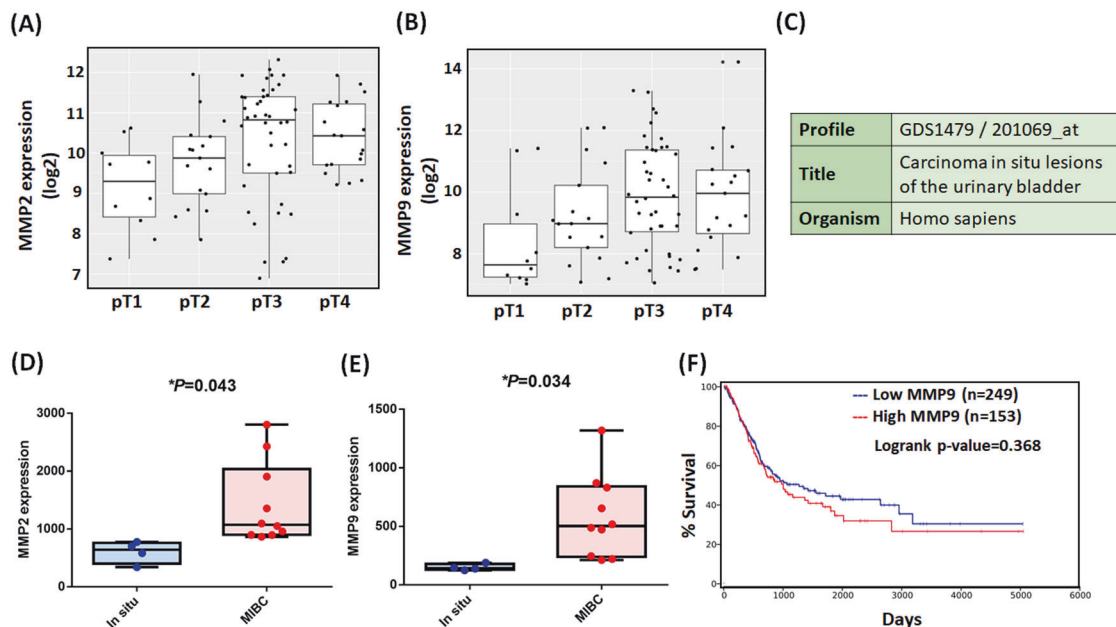 (A)
MMP2 expression
(log2)
12
11
10
9
8
7
pT1 pT2 pT3 pT4
(B)
MMP9 expression
(log2)
14
12
10
8
pT1 pT2 pT3 pT4
(C)
Profile GDS1479 / 201069_at
Title Carcinoma in situ lesions
of the urinary bladder
Organism Homo sapiens
(D)
*P=0.043
MMP2 expression
3000
2000
1000
0
In situ MIBC
(E)
*P=0.034
MMP9 expression
1500
1000
500
0
In situ MIBC
(F)
% Survival
100
80
60
40
20
0
Low MMP9 (n=249)
High MMP9 (n=153)
Logrank p-value=0.368
0 1000 2000 3000 4000 5000 6000
Days